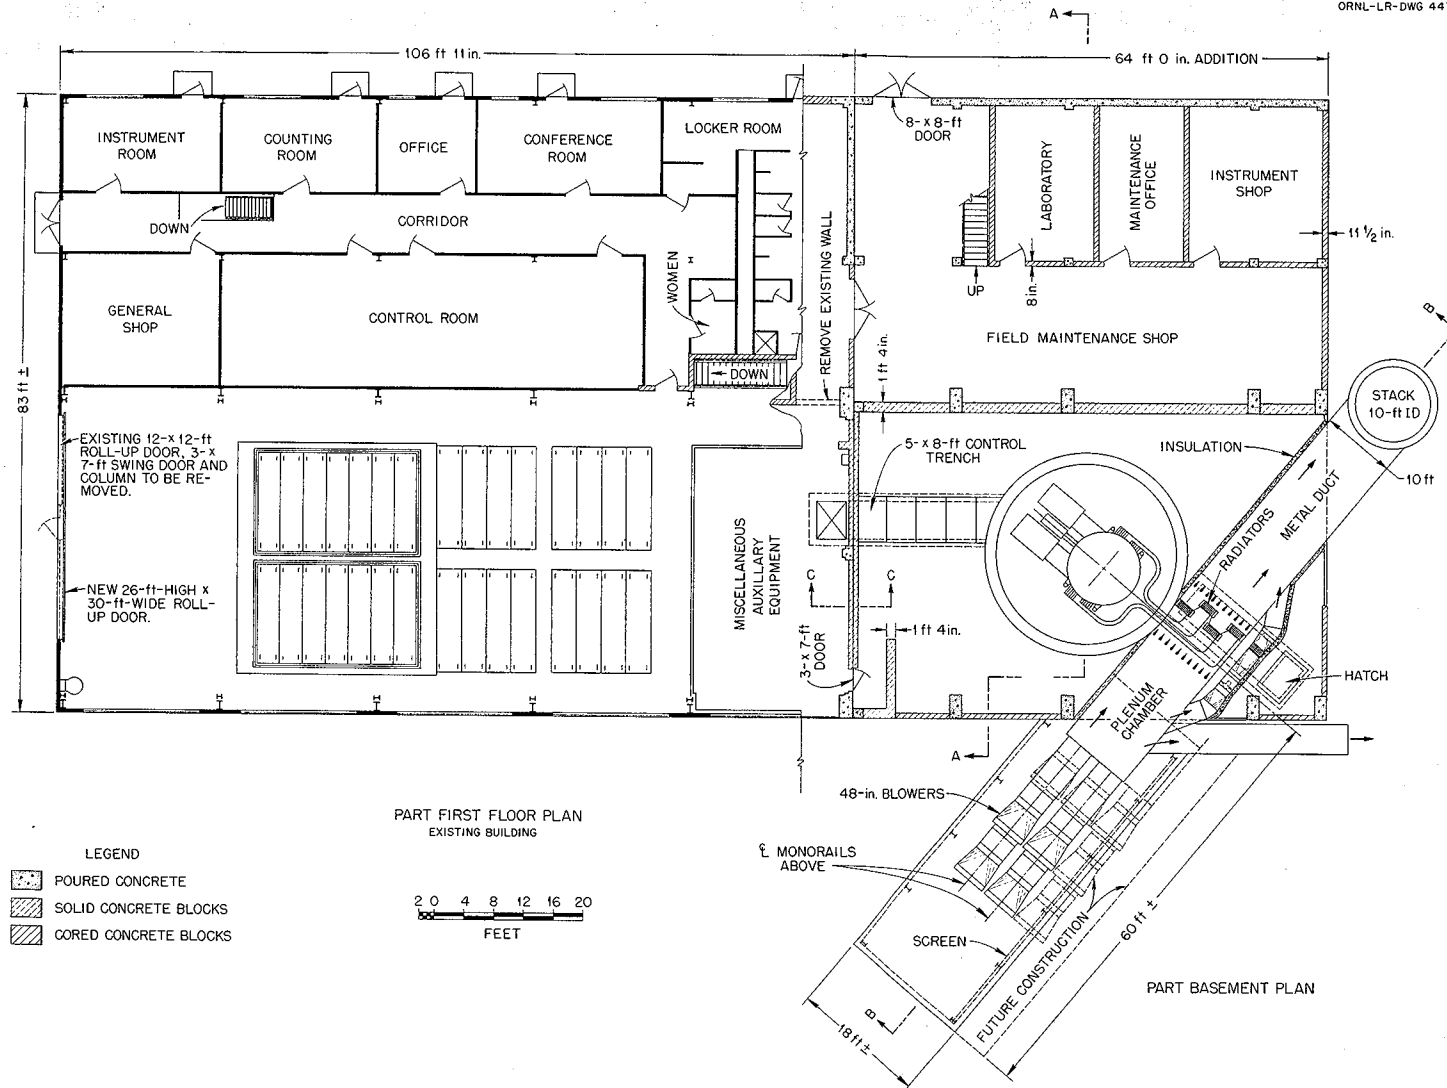 ORNL-LR-DWG 44
A
106 ft 11 in.
64 ft 0 in. ADDITION
INSTRUMENT
ROOM
COUNTING
ROOM
OFFICE
CONFERENCE
ROOM
LOCKER ROOM
8- x 8-ft
DOOR
LABORATORY
MAINTENANCE
OFFICE
INSTRUMENT
SHOP
DOWN
CORRIDOR
11 1/2 in.
WOMEN
REMOVE EXISTING WALL
UP
8 in.
GENERAL
SHOP
CONTROL ROOM
FIELD MAINTENANCE SHOP
B
83 ft ±
DOWN
1 ft 4 in.
STACK
10-ft ID
EXISTING 12- x 12-ft
ROLL-UP DOOR, 3- x
7-ft SWING DOOR AND
COLUMN TO BE RE-
MOVED.
5- x 8-ft CONTROL
TRENCH
INSULATION
10 ft
METAL DUCT
RADIATORS
MISCELLANEOUS
AUXILLARY
EQUIPMENT
C
C
NEW 26-ft-HIGH x
30-ft-WIDE ROLL-
UP DOOR.
1 ft 4 in.
3- x 7-ft
DOOR
HATCH
PLENUM
CHAMBER
A
48-in. BLOWERS
PART FIRST FLOOR PLAN
EXISTING BUILDING
℄ MONORAILS
ABOVE
LEGEND
POURED CONCRETE
SOLID CONCRETE BLOCKS
CORED CONCRETE BLOCKS
2 0 4 8 12 16 20
FEET
SCREEN
FUTURE CONSTRUCTION
60 ft ±
PART BASEMENT PLAN
B
18 ft ±